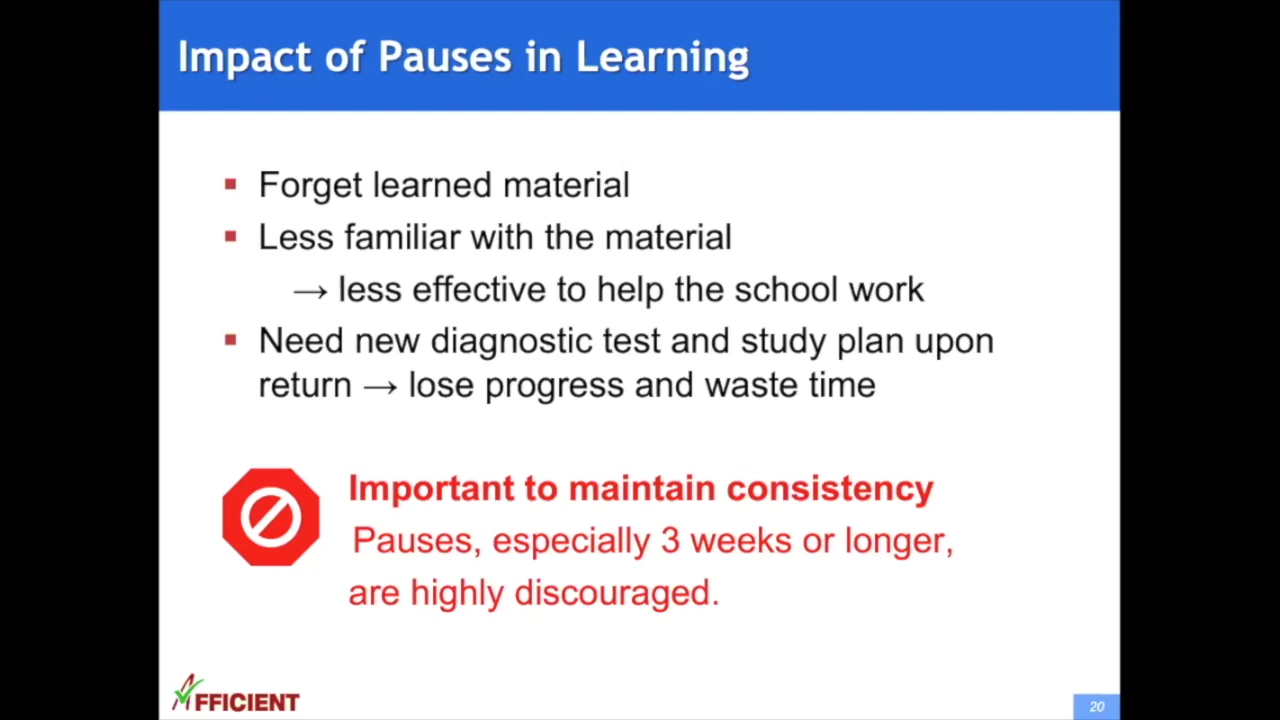 Impact of Pauses in Learning
▪ Forget learned material
▪ Less familiar with the material
→ less effective to help the school work
▪ Need new diagnostic test and study plan upon
return → lose progress and waste time
Important to maintain consistency
Pauses, especially 3 weeks or longer,
are highly discouraged.
AFFICIENT
20